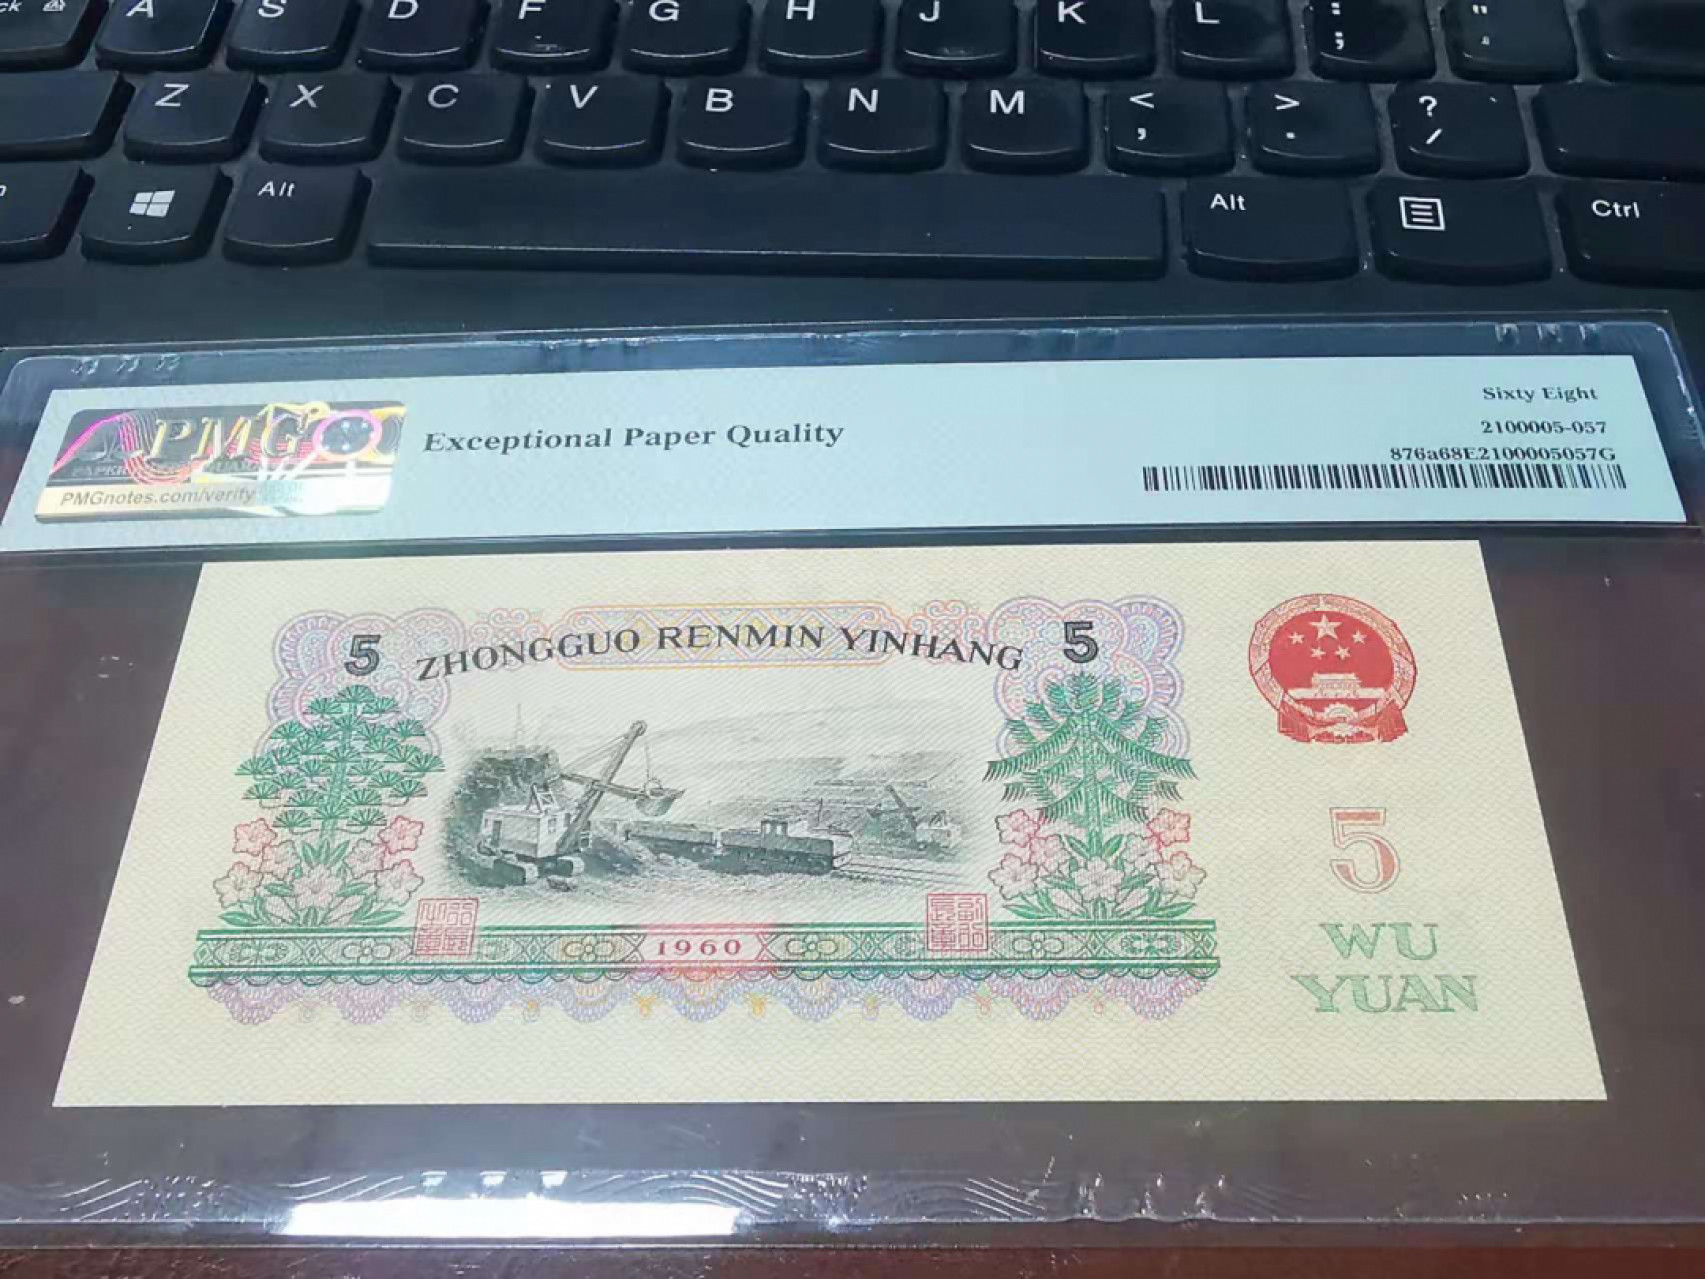 A S D F G H J K L : ; " '
Z X C V B N M < , > . ? /
Alt Alt Ctrl
PMG
PMGnotes.com/verify
Exceptional Paper Quality
Sixty Eight
2100005-057
876a68E2100005057G
5 ZHONGGUO RENMIN YINHANG 5
5
WU
YUAN
1960